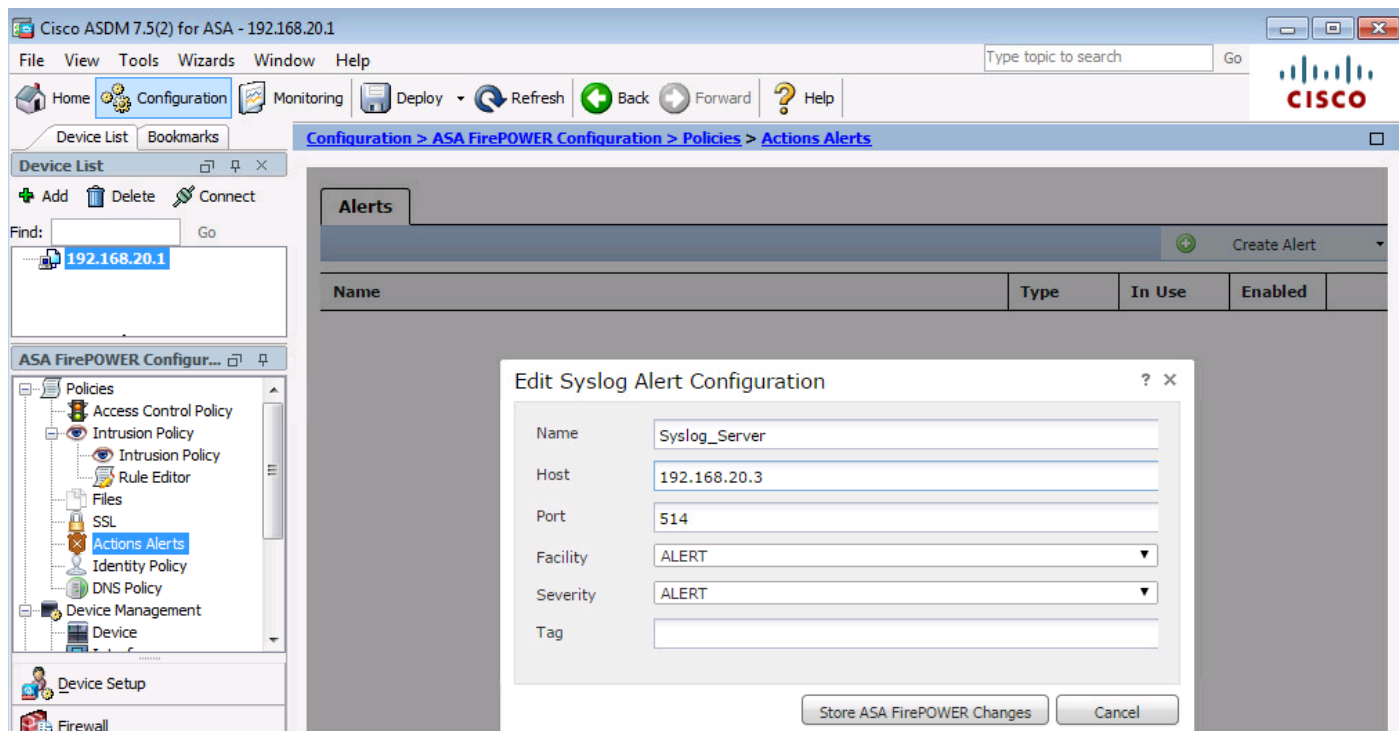 Cisco ASDM 7.5(2) for ASA - 192.168.20.1
File View Tools Wizards Window Help
Type topic to search Go
Home Configuration Monitoring Deploy Refresh Back Forward Help
CISCO
Device List Bookmarks
Configuration > ASA FirePOWER Configuration > Policies > Actions Alerts
Device List
Add Delete Connect
Find: Go
192.168.20.1
Alerts
Create Alert
Name Type In Use Enabled
ASA FirePOWER Configur...
Policies
Access Control Policy
Intrusion Policy
Intrusion Policy
Rule Editor
Files
SSL
Actions Alerts
Identity Policy
DNS Policy
Device Management
Device
Device Setup
Firewall
Edit Syslog Alert Configuration ?
Name Syslog_Server
Host 192.168.20.3
Port 514
Facility ALERT
Severity ALERT
Tag
Store ASA FirePOWER Changes Cancel